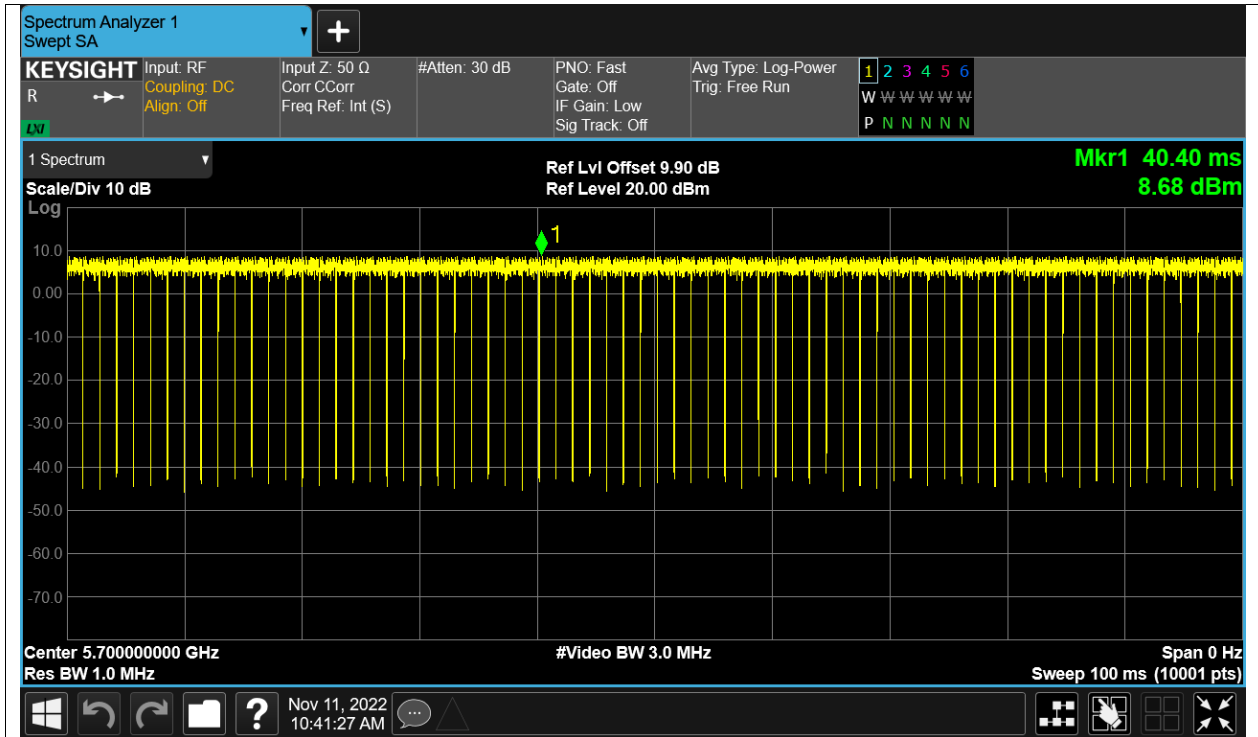 Spectrum Analyzer 1
Swept SA
+
KEYSIGHT
R
LXI
Input: RF
Coupling: DC
Align: Off
Input Z: 50 Ω
Corr CCorr
Freq Ref: Int (S)
#Atten: 30 dB
PNO: Fast
Gate: Off
IF Gain: Low
Sig Track: Off
Avg Type: Log-Power
Trig: Free Run
1 2 3 4 5 6
W W W W W W
P N N N N N
1 Spectrum
Scale/Div 10 dB
Log
Ref Lvl Offset 9.90 dB
Ref Level 20.00 dBm
Mkr1 40.40 ms
8.68 dBm
1
10.0
0.00
-10.0
-20.0
-30.0
-40.0
-50.0
-60.0
-70.0
Center 5.700000000 GHz
Res BW 1.0 MHz
#Video BW 3.0 MHz
Span 0 Hz
Sweep 100 ms (10001 pts)
?
Nov 11, 2022
10:41:27 AM